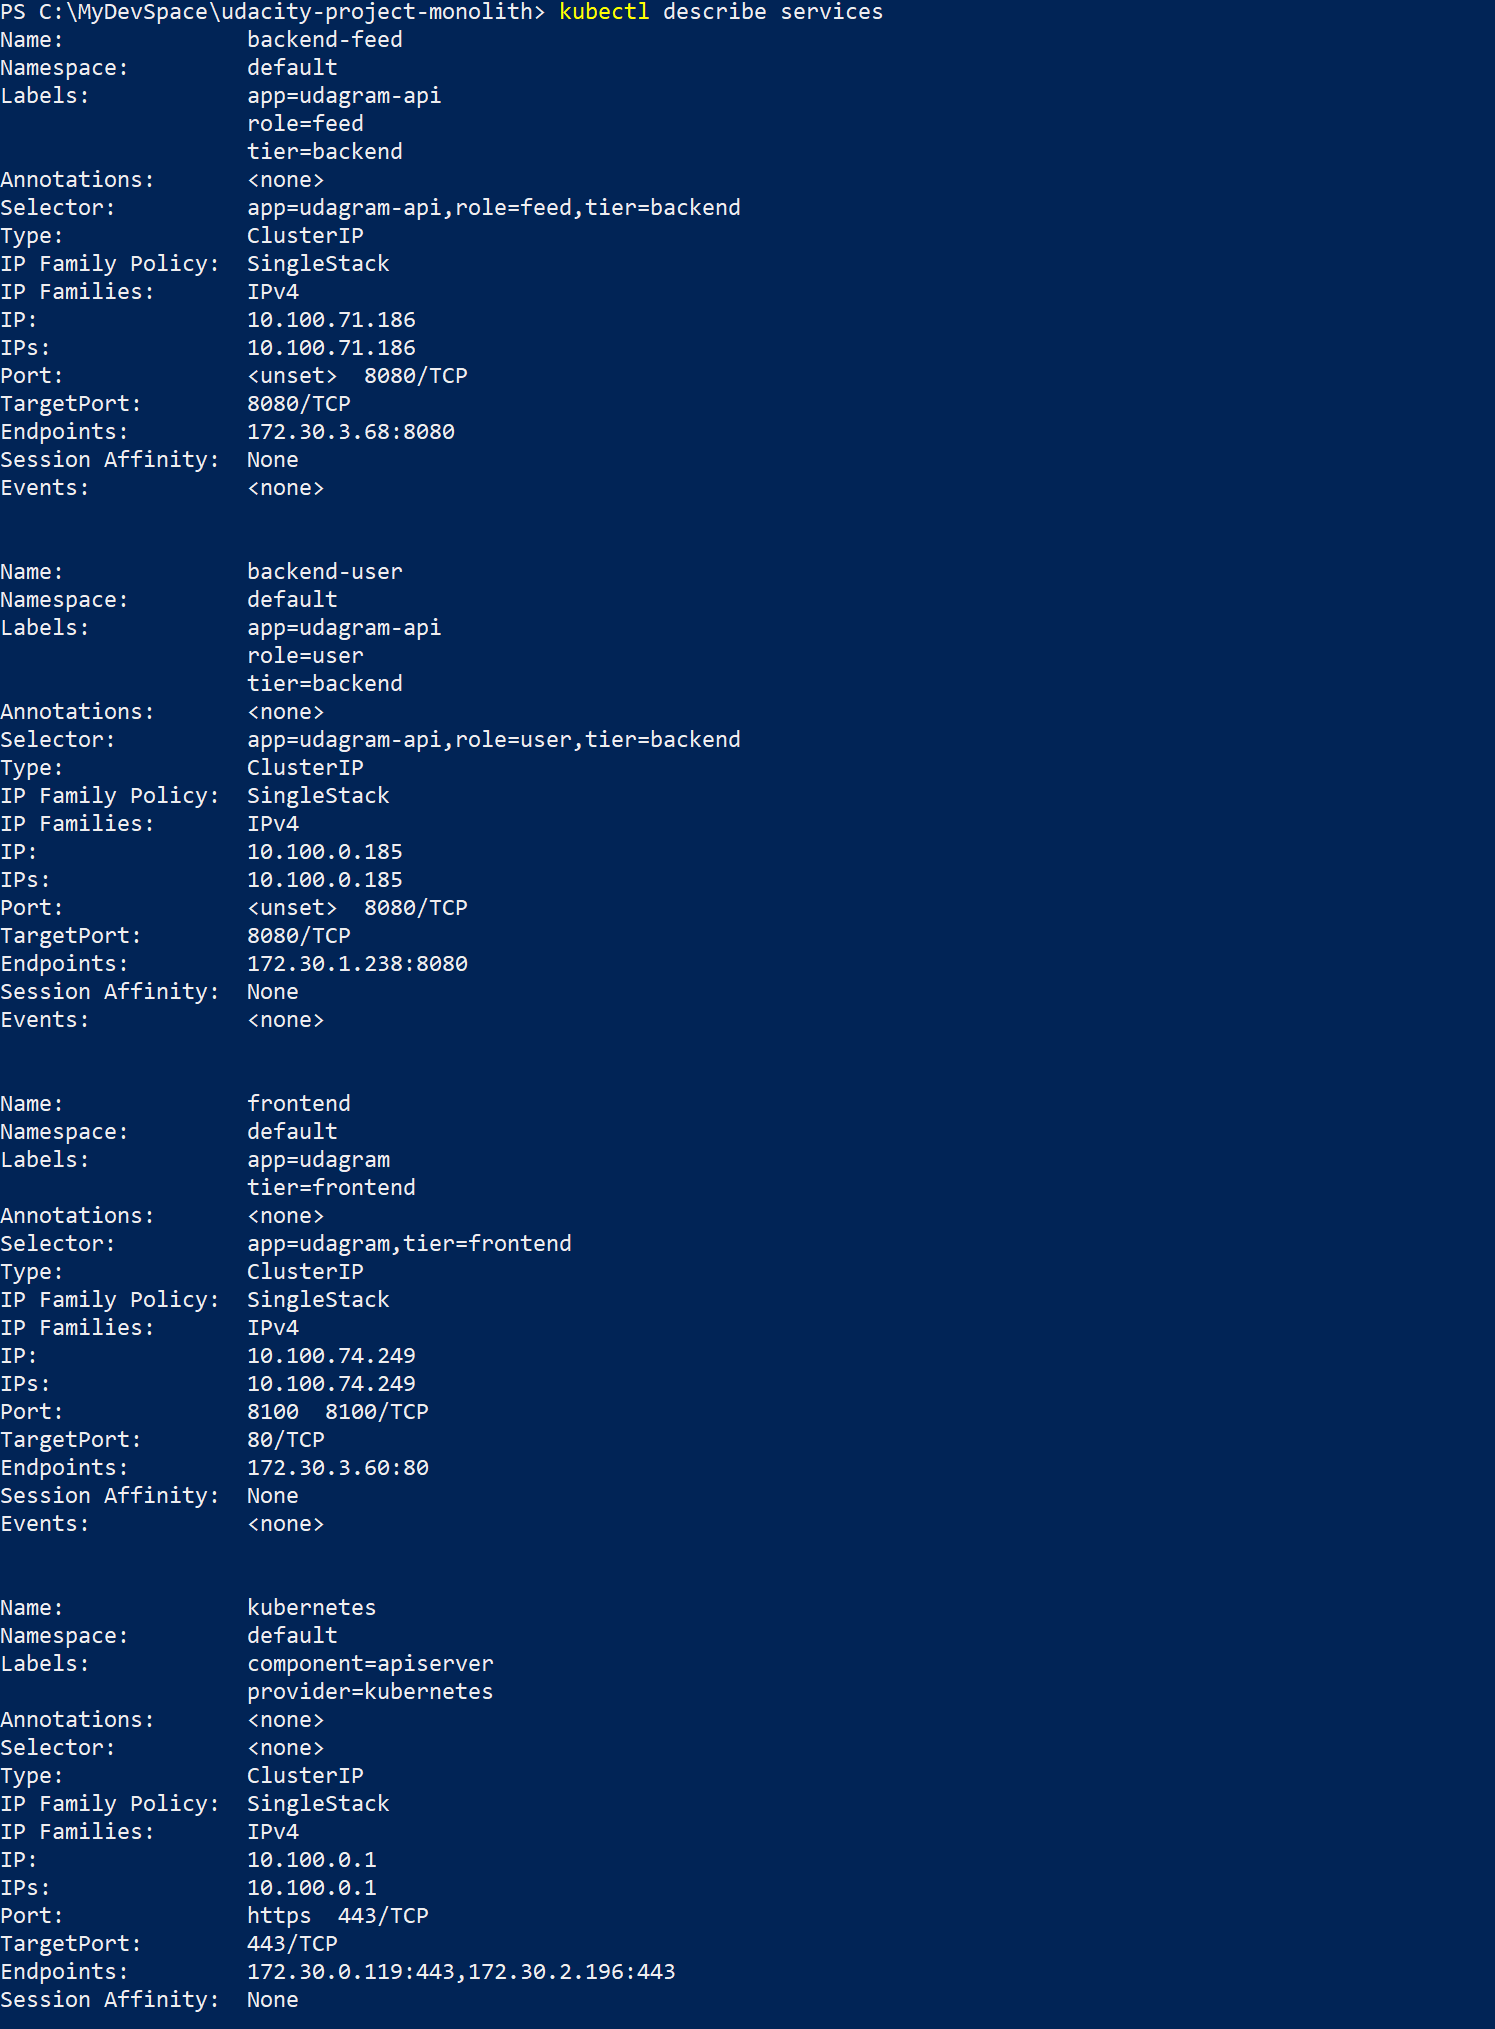 PS C:\MyDevSpace\udacity-project-monolith> kubectl describe services
Name:              backend-feed
Namespace:         default
Labels:            app=udagram-api
                   role=feed
                   tier=backend
Annotations:       <none>
Selector:          app=udagram-api,role=feed,tier=backend
Type:              ClusterIP
IP Family Policy:  SingleStack
IP Families:       IPv4
IP:                10.100.71.186
IPs:               10.100.71.186
Port:              <unset>  8080/TCP
TargetPort:        8080/TCP
Endpoints:         172.30.3.68:8080
Session Affinity:  None
Events:            <none>


Name:              backend-user
Namespace:         default
Labels:            app=udagram-api
                   role=user
                   tier=backend
Annotations:       <none>
Selector:          app=udagram-api,role=user,tier=backend
Type:              ClusterIP
IP Family Policy:  SingleStack
IP Families:       IPv4
IP:                10.100.0.185
IPs:               10.100.0.185
Port:              <unset>  8080/TCP
TargetPort:        8080/TCP
Endpoints:         172.30.1.238:8080
Session Affinity:  None
Events:            <none>


Name:              frontend
Namespace:         default
Labels:            app=udagram
                   tier=frontend
Annotations:       <none>
Selector:          app=udagram,tier=frontend
Type:              ClusterIP
IP Family Policy:  SingleStack
IP Families:       IPv4
IP:                10.100.74.249
IPs:               10.100.74.249
Port:              8100  8100/TCP
TargetPort:        80/TCP
Endpoints:         172.30.3.60:80
Session Affinity:  None
Events:            <none>


Name:              kubernetes
Namespace:         default
Labels:            component=apiserver
                   provider=kubernetes
Annotations:       <none>
Selector:          <none>
Type:              ClusterIP
IP Family Policy:  SingleStack
IP Families:       IPv4
IP:                10.100.0.1
IPs:               10.100.0.1
Port:              https  443/TCP
TargetPort:        443/TCP
Endpoints:         172.30.0.119:443,172.30.2.196:443
Session Affinity:  None